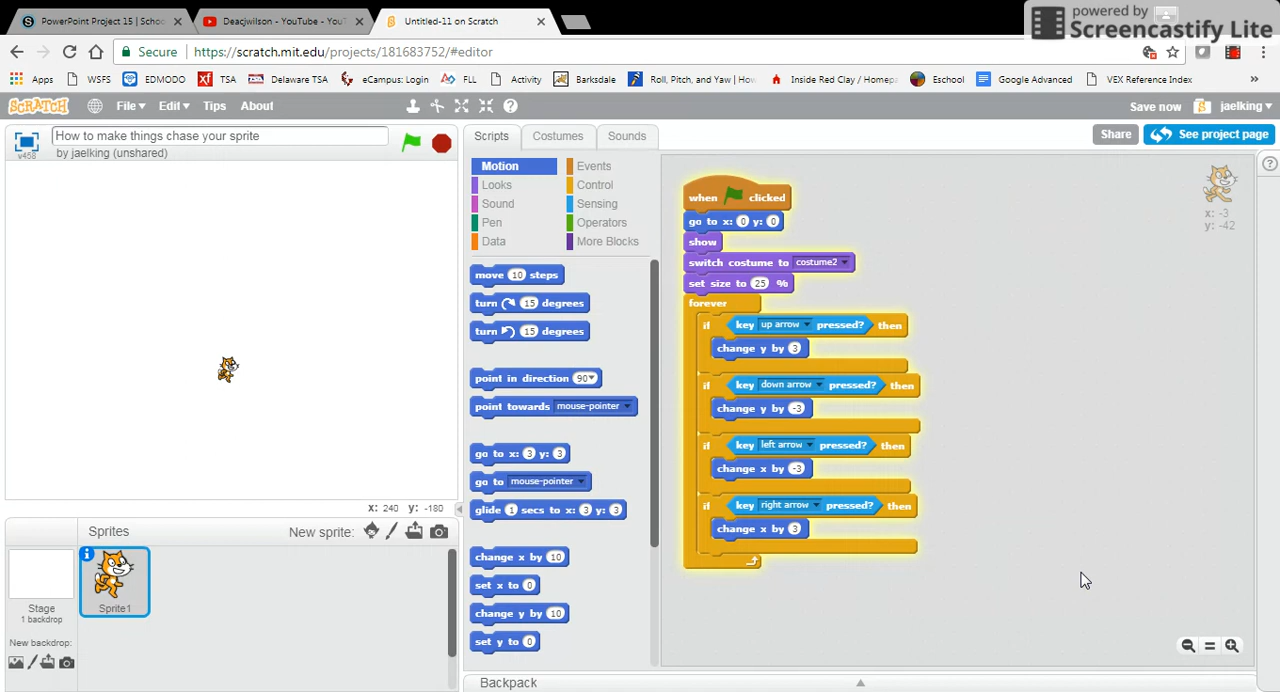 powered by
Screencastify Lite
PowerPoint Project 15 | Schoo
Deacjwilson - YouTube - YouT
Untitled-11 on Scratch
Secure
https://scratch.mit.edu/projects/181683752/#editor
Apps WSFS EDMODO TSA Delaware TSA eCampus: Login FLL Activity Barksdale Roll, Pitch, and Yaw | How Inside Red Clay / Homepa Eschool Google Advanced VEX Reference Index »
SCRATCH File Edit Tips About Save now jaelking
How to make things chase your sprite
by jaelking (unshared)
v458
Scripts Costumes Sounds
Share See project page
Motion Events
Looks Control
Sound Sensing
Pen Operators
Data More Blocks
move 10 steps
turn 15 degrees
turn 15 degrees
point in direction 90
point towards mouse-pointer
go to x: 3 y: 3
go to mouse-pointer
glide 1 secs to x: 3 y: 3
change x by 10
set x to 0
change y by 10
set y to 0
when clicked
go to x: 0 y: 0
show
switch costume to costume2
set size to 25 %
forever
if key up arrow pressed? then
change y by 3
if key down arrow pressed? then
change y by -3
if key left arrow pressed? then
change x by -3
if key right arrow pressed? then
change x by 3
x: -3
y: -42
x: 240 y: -180
Sprites New sprite:
Stage
1 backdrop
Sprite1
New backdrop:
Backpack